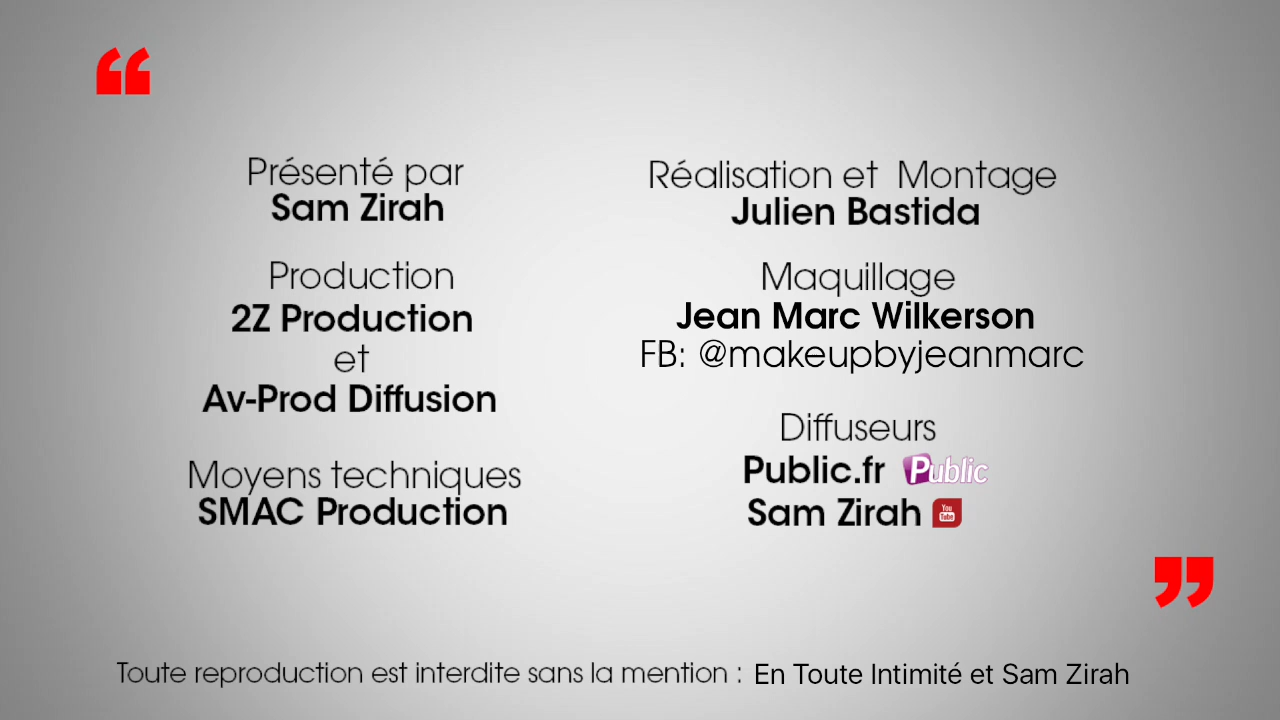 Présenté par
Sam Zirah
Production
2Z Production
et
Av-Prod Diffusion
Moyens techniques
SMAC Production
Réalisation et Montage
Julien Bastida
Maquillage
Jean Marc Wilkerson
FB: @makeupbyjeanmarc
Diffuseurs
Public.fr Public
Sam Zirah You Tube
Toute reproduction est interdite sans la mention : En Toute Intimité et Sam Zirah